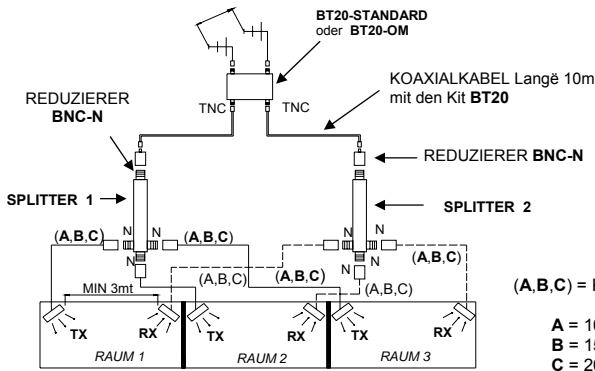 BT20-STANDARD
oder BT20-OM
TNC
TNC
KOAXIALKABEL Langë 10m
mit den Kit BT20
REDUZIERER
BNC-N
REDUZIERER BNC-N
SPLITTER 1
SPLITTER 2
N
N
N
N
N
N
(A,B,C)
(A,B,C)
(A,B,C)
(A,B,C)
(A,B,C)
(A,B,C)
MIN 3mt
TX
RX
TX
RX
TX
RX
RAUM 1
RAUM 2
RAUM 3
(A,B,C) =
A = 1
B = 1
C = 2